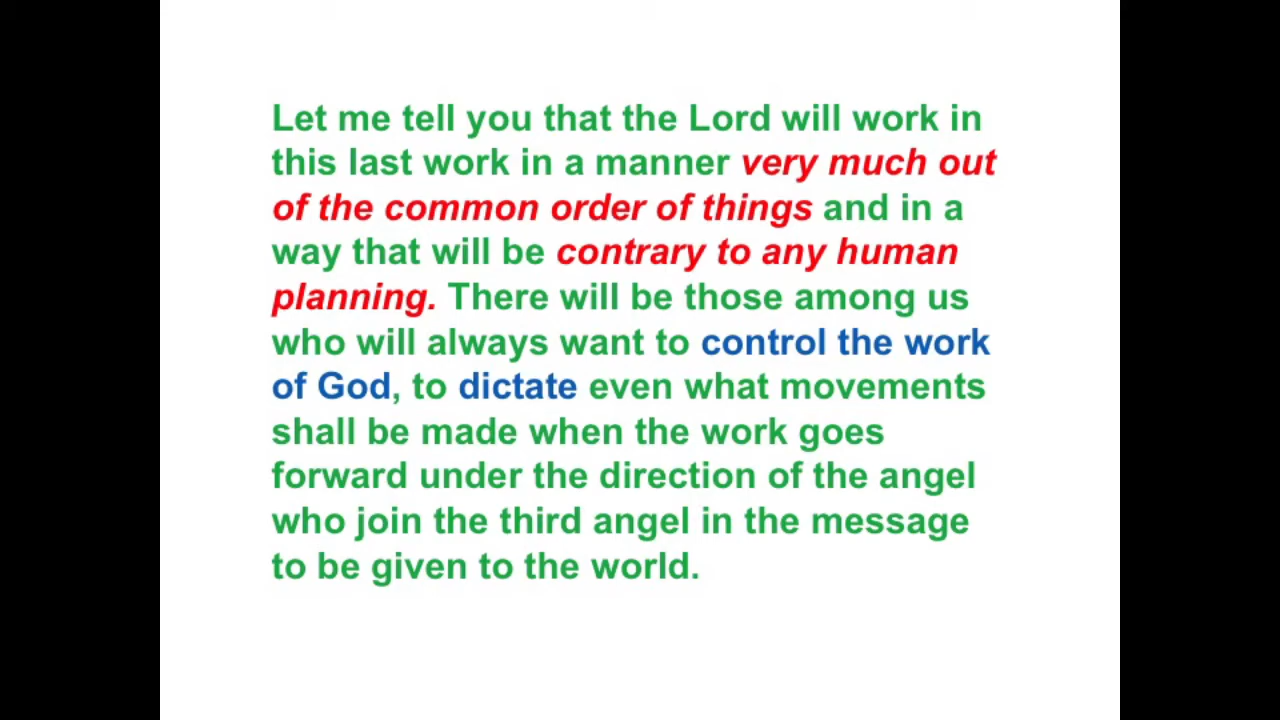 Let me tell you that the Lord will work in
this last work in a manner very much out
of the common order of things and in a
way that will be contrary to any human
planning. There will be those among us
who will always want to control the work
of God, to dictate even what movements
shall be made when the work goes
forward under the direction of the angel
who join the third angel in the message
to be given to the world.